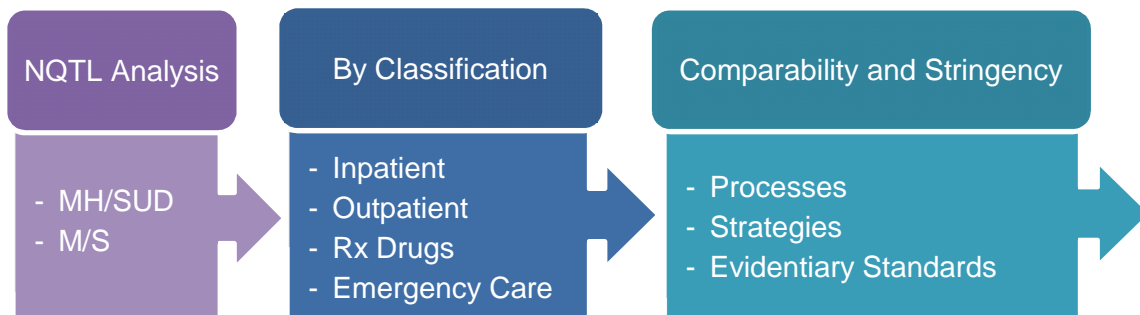 NQTL Analysis
- MH/SUD
- M/S
By Classification
- Inpatient
- Outpatient
- Rx Drugs
- Emergency Care
Comparability and Stringency
- Processes
- Strategies
- Evidentiary Standards